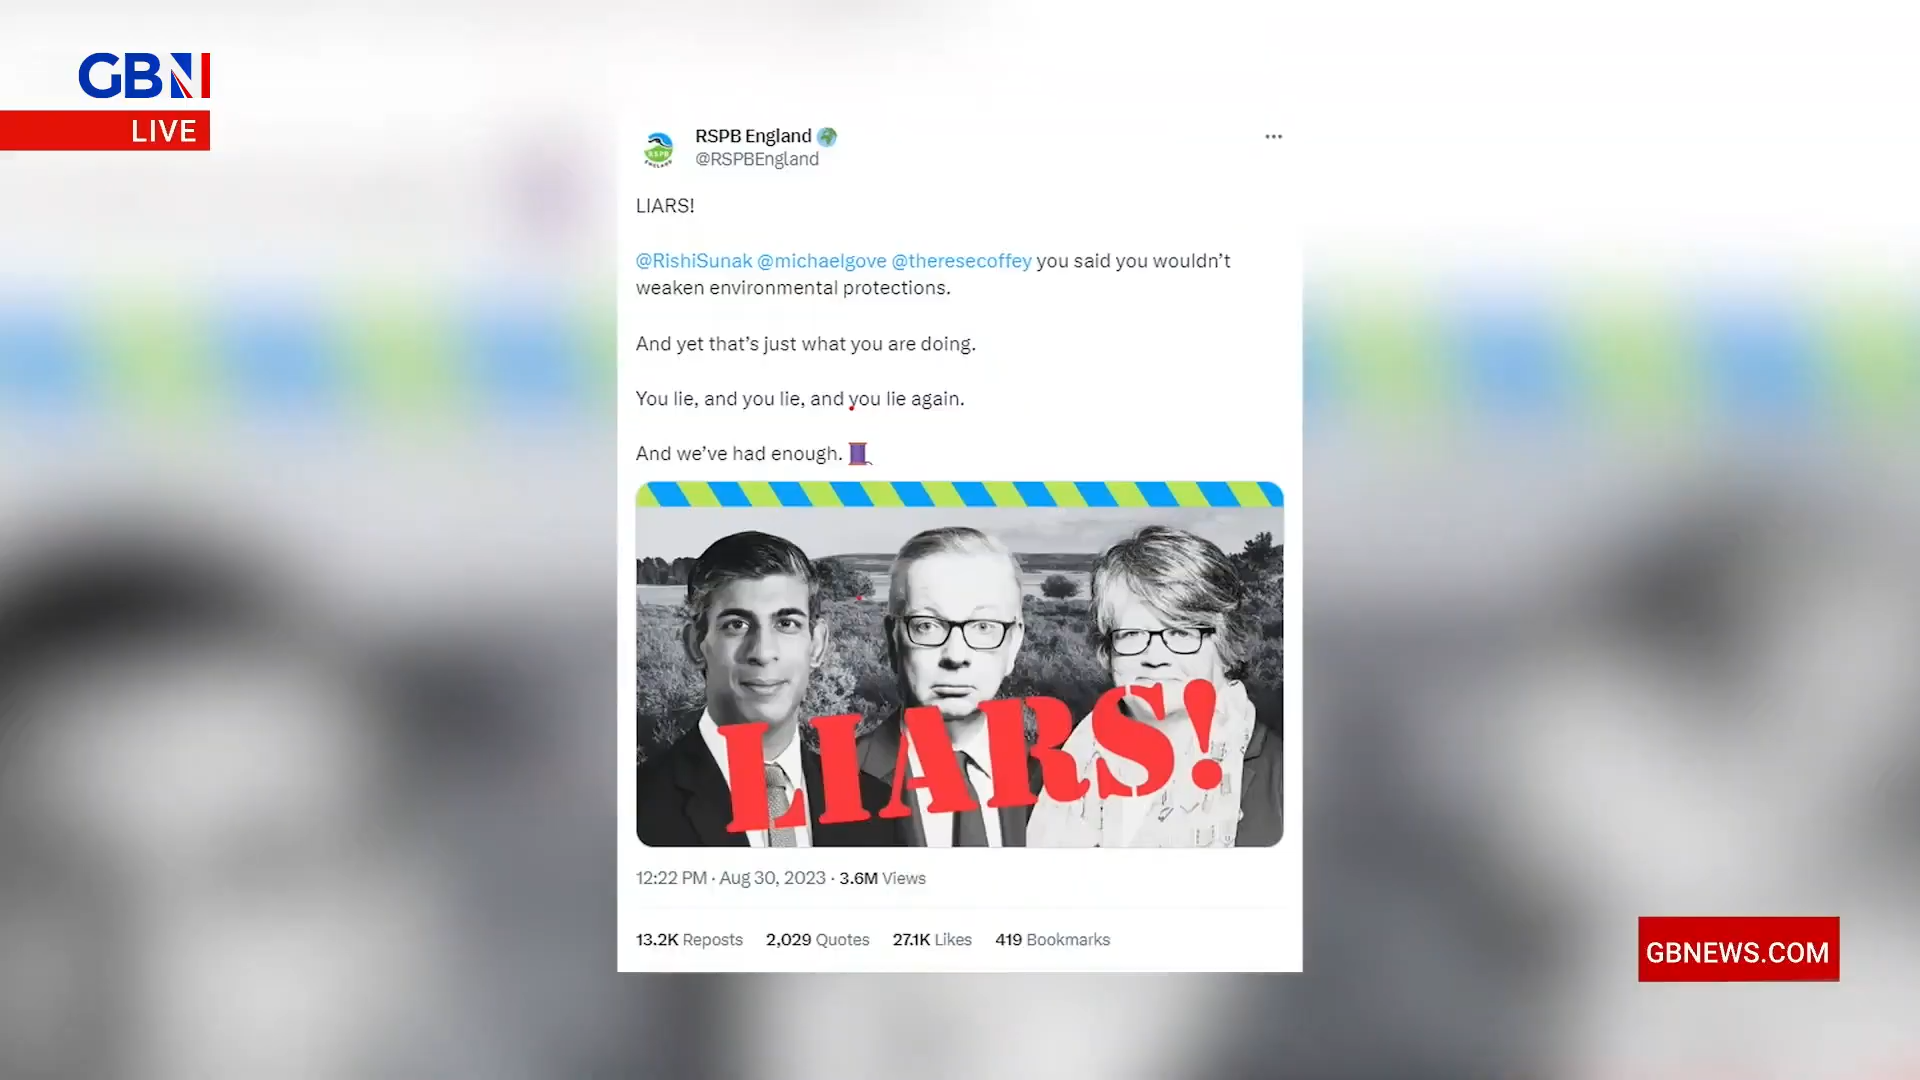 GBN
LIVE
RSPB England
@RSPBEngland
RSPB
ENGLAND
LIARS!
@RishiSunak @michaelgove @theresecoffey you said you wouldn’t
weaken environmental protections.
And yet that’s just what you are doing.
You lie, and you lie, and you lie again.
And we’ve had enough.
LIARS!
12:22 PM · Aug 30, 2023 · 3.6M Views
13.2K Reposts 2,029 Quotes 27.1K Likes 419 Bookmarks
GBNEWS.COM